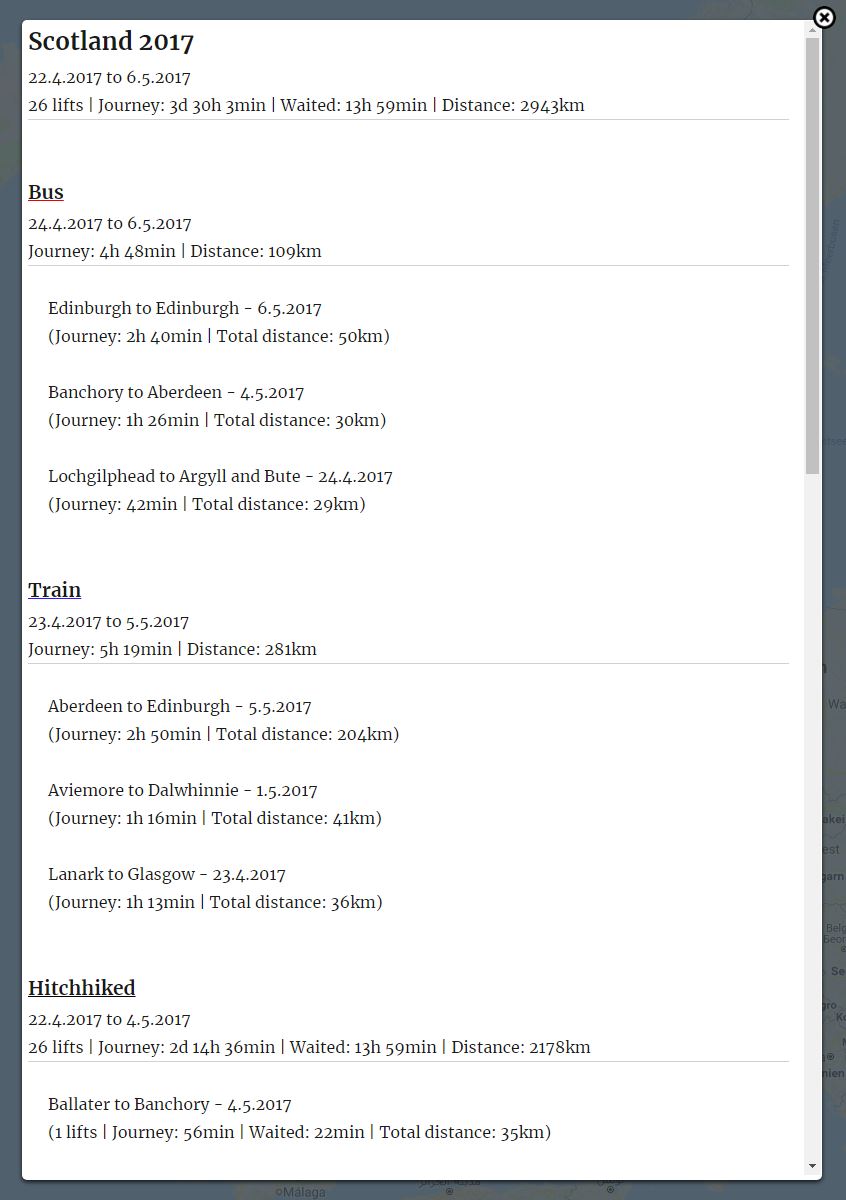 Scotland 2017
22.4.2017 to 6.5.2017
26 lifts | Journey: 3d 30h 3min | Waited: 13h 59min | Distance: 2943km
Bus
24.4.2017 to 6.5.2017
Journey: 4h 48min | Distance: 109km
Edinburgh to Edinburgh - 6.5.2017
(Journey: 2h 40min | Total distance: 50km)
Banchory to Aberdeen - 4.5.2017
(Journey: 1h 26min | Total distance: 30km)
Lochgilphead to Argyll and Bute - 24.4.2017
(Journey: 42min | Total distance: 29km)
Train
23.4.2017 to 5.5.2017
Journey: 5h 19min | Distance: 281km
Aberdeen to Edinburgh - 5.5.2017
(Journey: 2h 50min | Total distance: 204km)
Aviemore to Dalwhinnie - 1.5.2017
(Journey: 1h 16min | Total distance: 41km)
Lanark to Glasgow - 23.4.2017
(Journey: 1h 13min | Total distance: 36km)
Hitchhiked
22.4.2017 to 4.5.2017
26 lifts | Journey: 2d 14h 36min | Waited: 13h 59min | Distance: 2178km
Ballater to Banchory - 4.5.2017
(1 lifts | Journey: 56min | Waited: 22min | Total distance: 35km)
Málaga